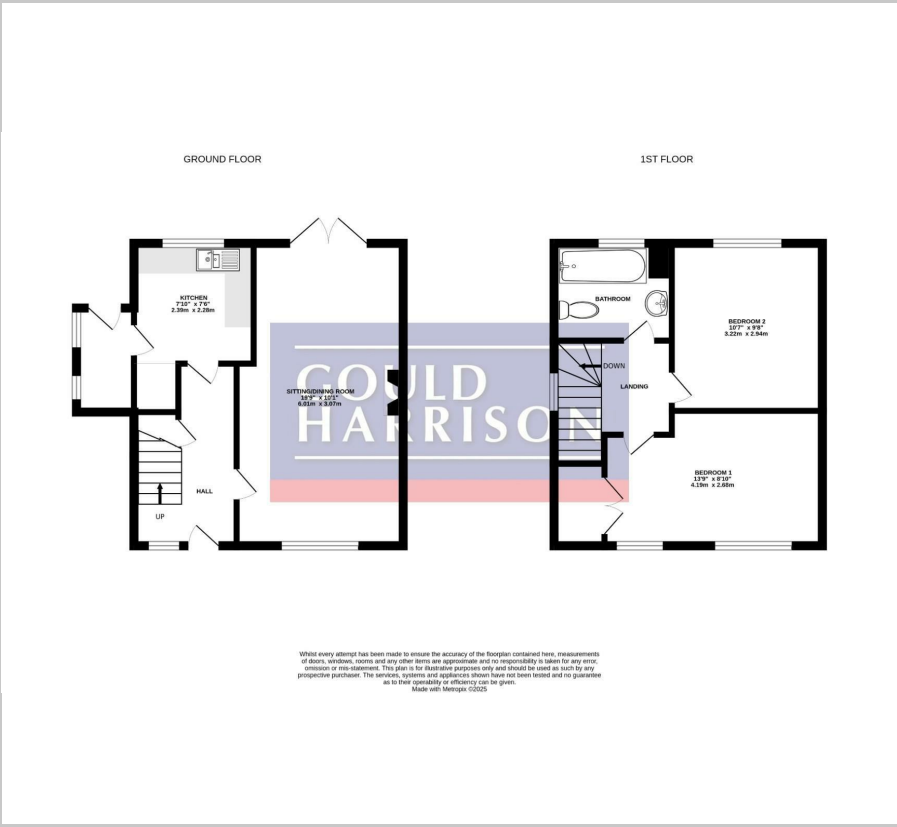 GROUND FLOOR
1ST FLOOR
KITCHEN
7'10" x 7'6"
2.39m x 2.28m
SITTING/DINING ROOM
19'9" x 10'1"
6.01m x 3.07m
HALL
UP
BATHROOM
BEDROOM 2
10'7" x 9'8"
3.22m x 2.94m
DOWN
LANDING
BEDROOM 1
13'9" x 8'10"
4.19m x 2.68m
GOULD
HARRISON
Whilst every attempt has been made to ensure the accuracy of the floorplan contained here, measurements
of doors, windows, rooms and any other items are approximate and no responsibility is taken for any error,
omission or mis-statement. This plan is for illustrative purposes only and should be used as such by any
prospective purchaser. The services, systems and appliances shown have not been tested and no guarantee
as to their operability or efficiency can be given.
Made with Metropix ©2025